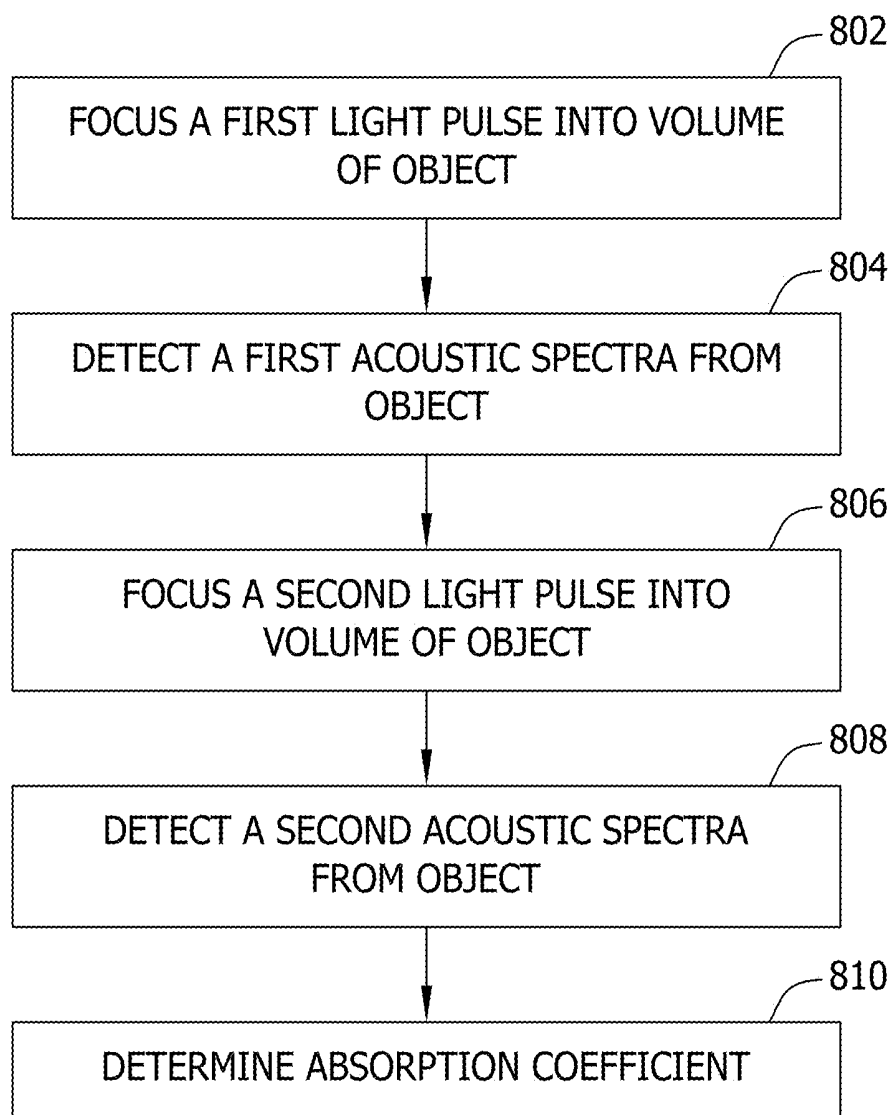 802
FOCUS A FIRST LIGHT PULSE INTO VOLUME
OF OBJECT
804
DETECT A FIRST ACOUSTIC SPECTRA FROM
OBJECT
806
FOCUS A SECOND LIGHT PULSE INTO
VOLUME OF OBJECT
808
DETECT A SECOND ACOUSTIC SPECTRA
FROM OBJECT
810
DETERMINE ABSORPTION COEFFICIENT